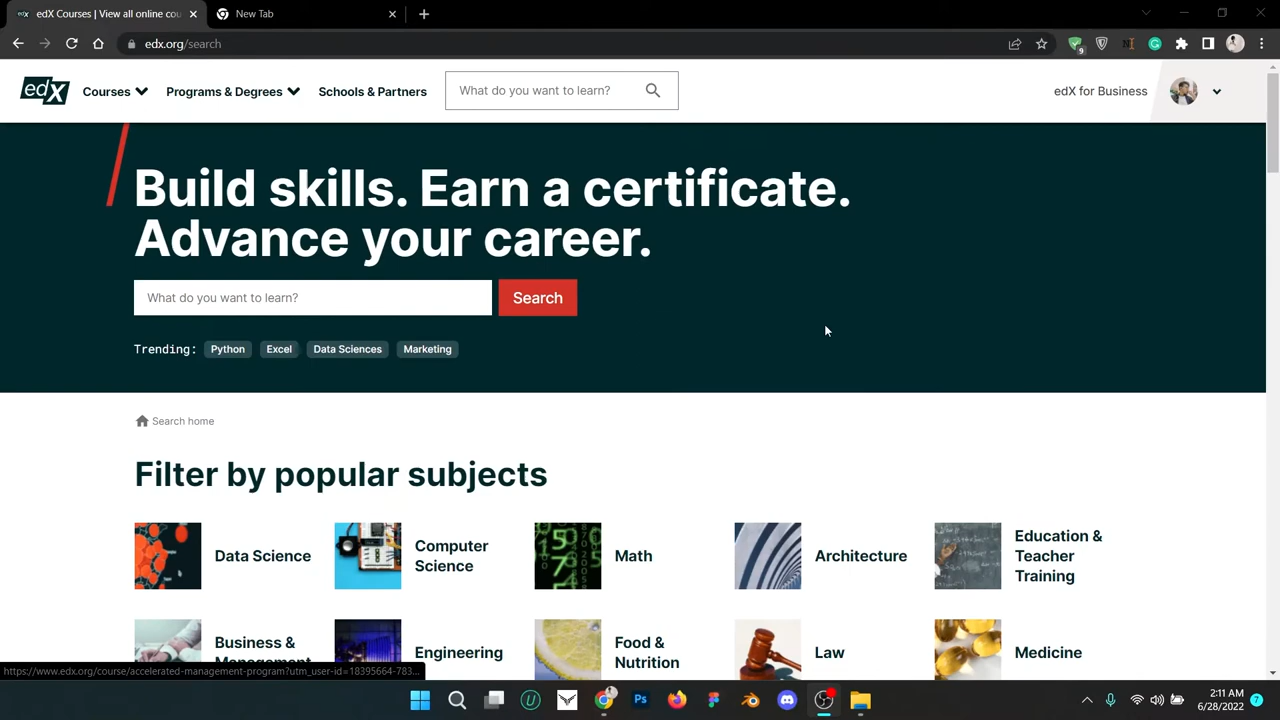 edX Courses | View all online cou
New Tab
edx.org/search
9
edX
Courses
Programs & Degrees
Schools & Partners
What do you want to learn?
edX for Business
Build skills. Earn a certificate.
Advance your career.
What do you want to learn?
Search
Trending:
Python
Excel
Data Sciences
Marketing
Search home
Filter by popular subjects
Data Science
Computer
Science
Math
Architecture
Education &
Teacher
Training
Business &
Management
Engineering
Food &
Nutrition
Law
Medicine
https://www.edx.org/course/accelerated-management-program?utm_user-id=18395664-783...
2:11 AM
6/28/2022